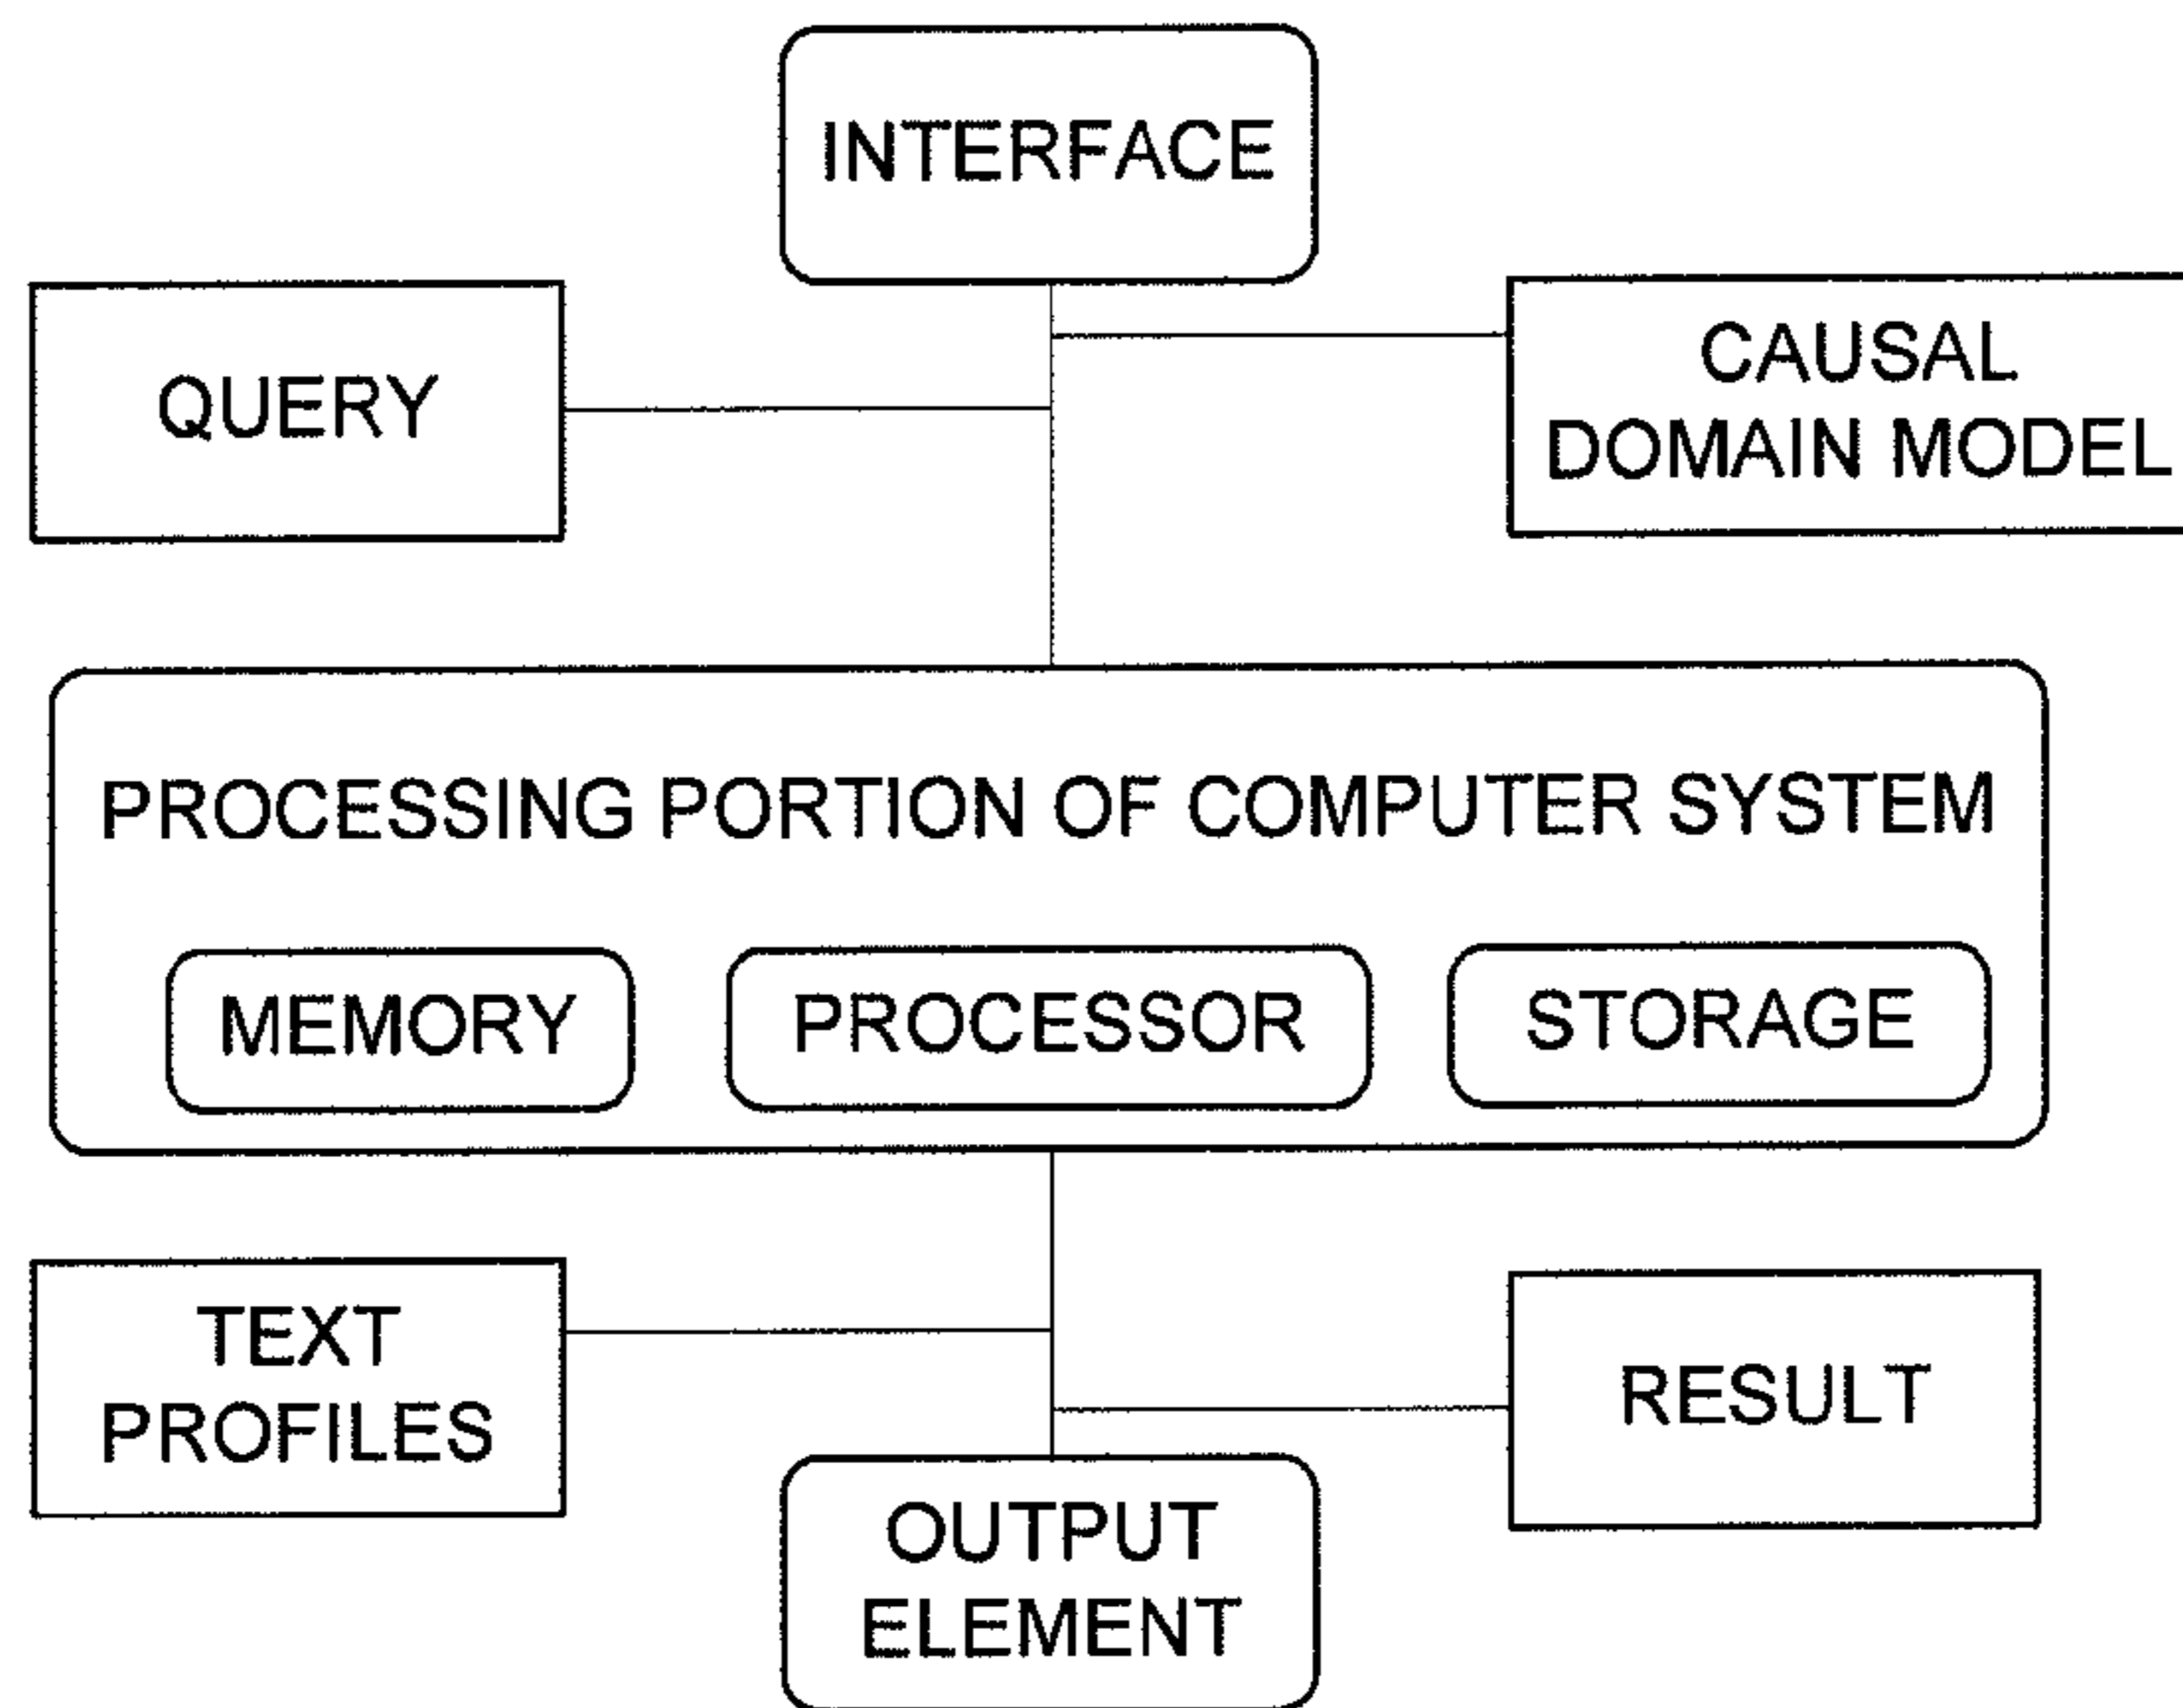 INTERFACE
QUERY
CAUSAL
DOMAIN MODEL
PROCESSING PORTION OF COMPUTER SYSTEM
MEMORY
PROCESSOR
STORAGE
TEXT
PROFILES
RESULT
OUTPUT
ELEMENT